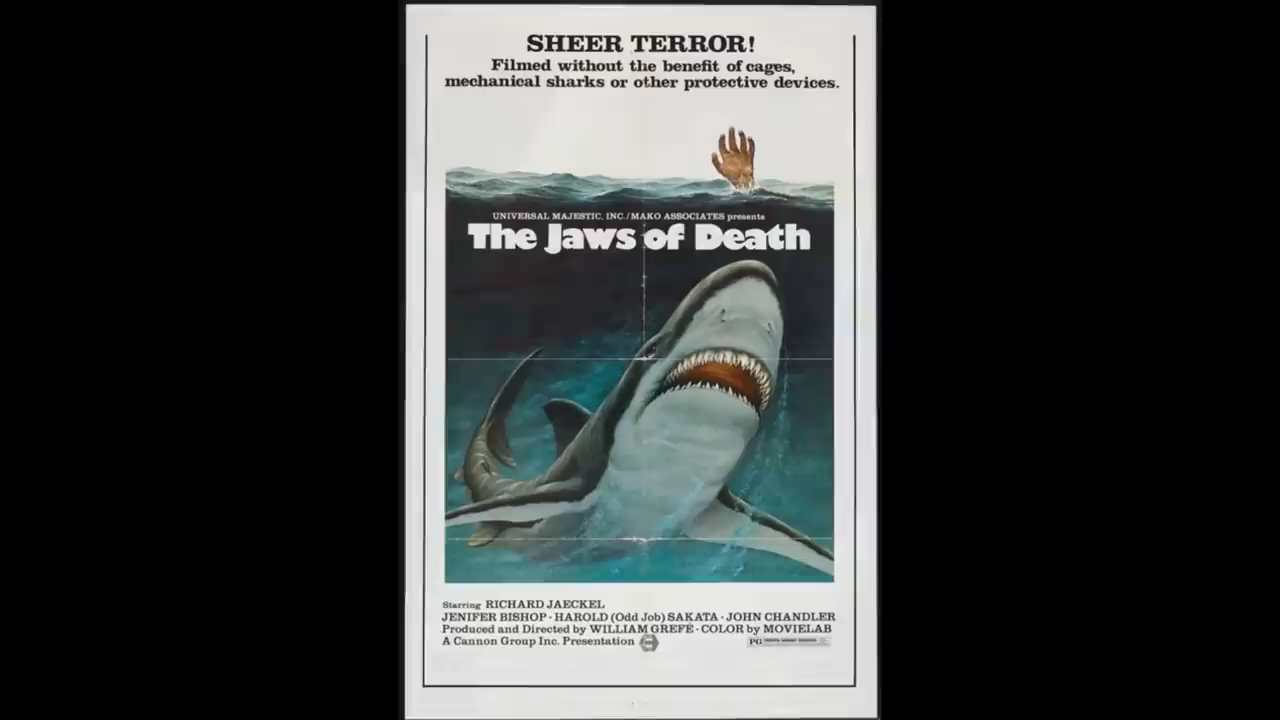 SHEER TERROR!
Filmed without the benefit of cages,
mechanical sharks or other protective devices.
UNIVERSAL MAJESTIC, INC./MAKO ASSOCIATES presents
The Jaws of Death
Starring RICHARD JAECKEL
JENIFER BISHOP · HAROLD (Odd Job) SAKATA · JOHN CHANDLER
Produced and Directed by WILLIAM GREFÉ · COLOR by MOVIELAB
A Cannon Group Inc. Presentation
PG